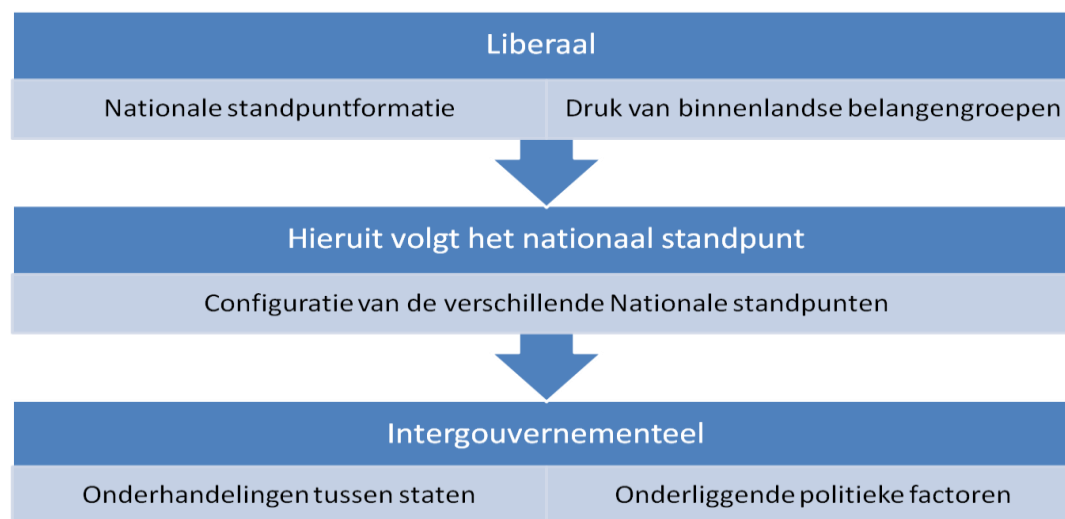 Liberaal
Nationale standpuntformatie
Druk van binnenlandse belangengroepen
Hieruit volgt het nationaal standpunt
Configuratie van de verschillende Nationale standpunten
Intergouvernementeel
Onderhandelingen tussen staten
Onderliggende politieke factoren